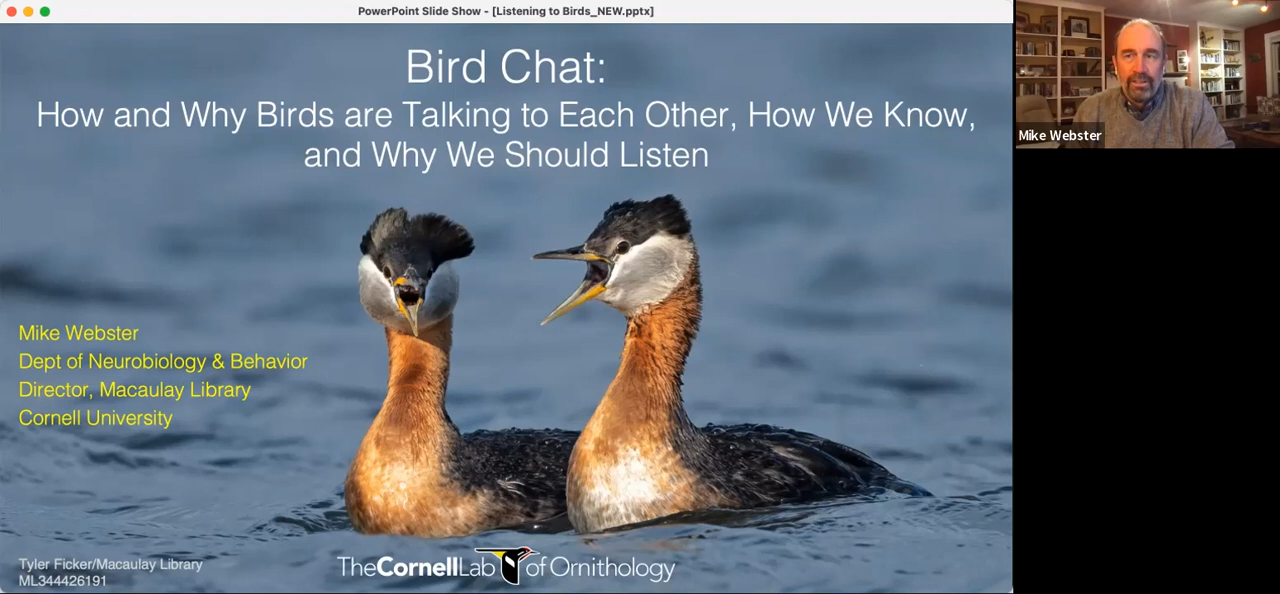 PowerPoint Slide Show - [Listening to Birds_NEW.pptx]
Bird Chat:
How and Why Birds are Talking to Each Other, How We Know,
and Why We Should Listen
Mike Webster
Mike Webster
Dept of Neurobiology & Behavior
Director, Macaulay Library
Cornell University
Tyler Ficker/Macaulay Library
ML344426191
TheCornellLab of Ornithology